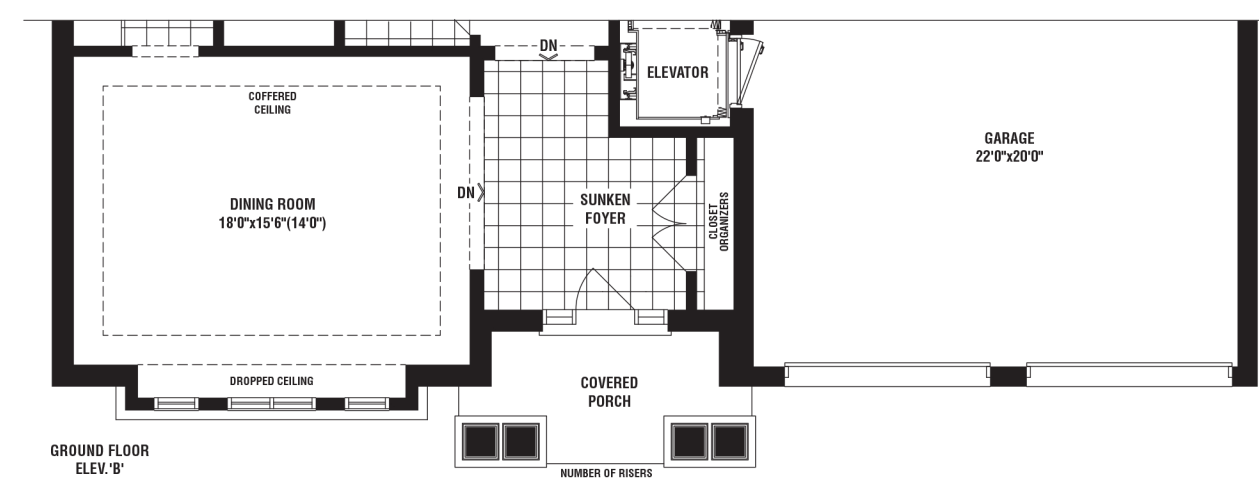 DN
ELEVATOR
COFFERED
CEILING
GARAGE
22'0"x20'0"
DINING ROOM
18'0"x15'6"(14'0")
DN
SUNKEN
FOYER
CLOSET
ORGANIZERS
DROPPED CEILING
COVERED
PORCH
GROUND FLOOR
ELEV.'B'
NUMBER OF RISERS